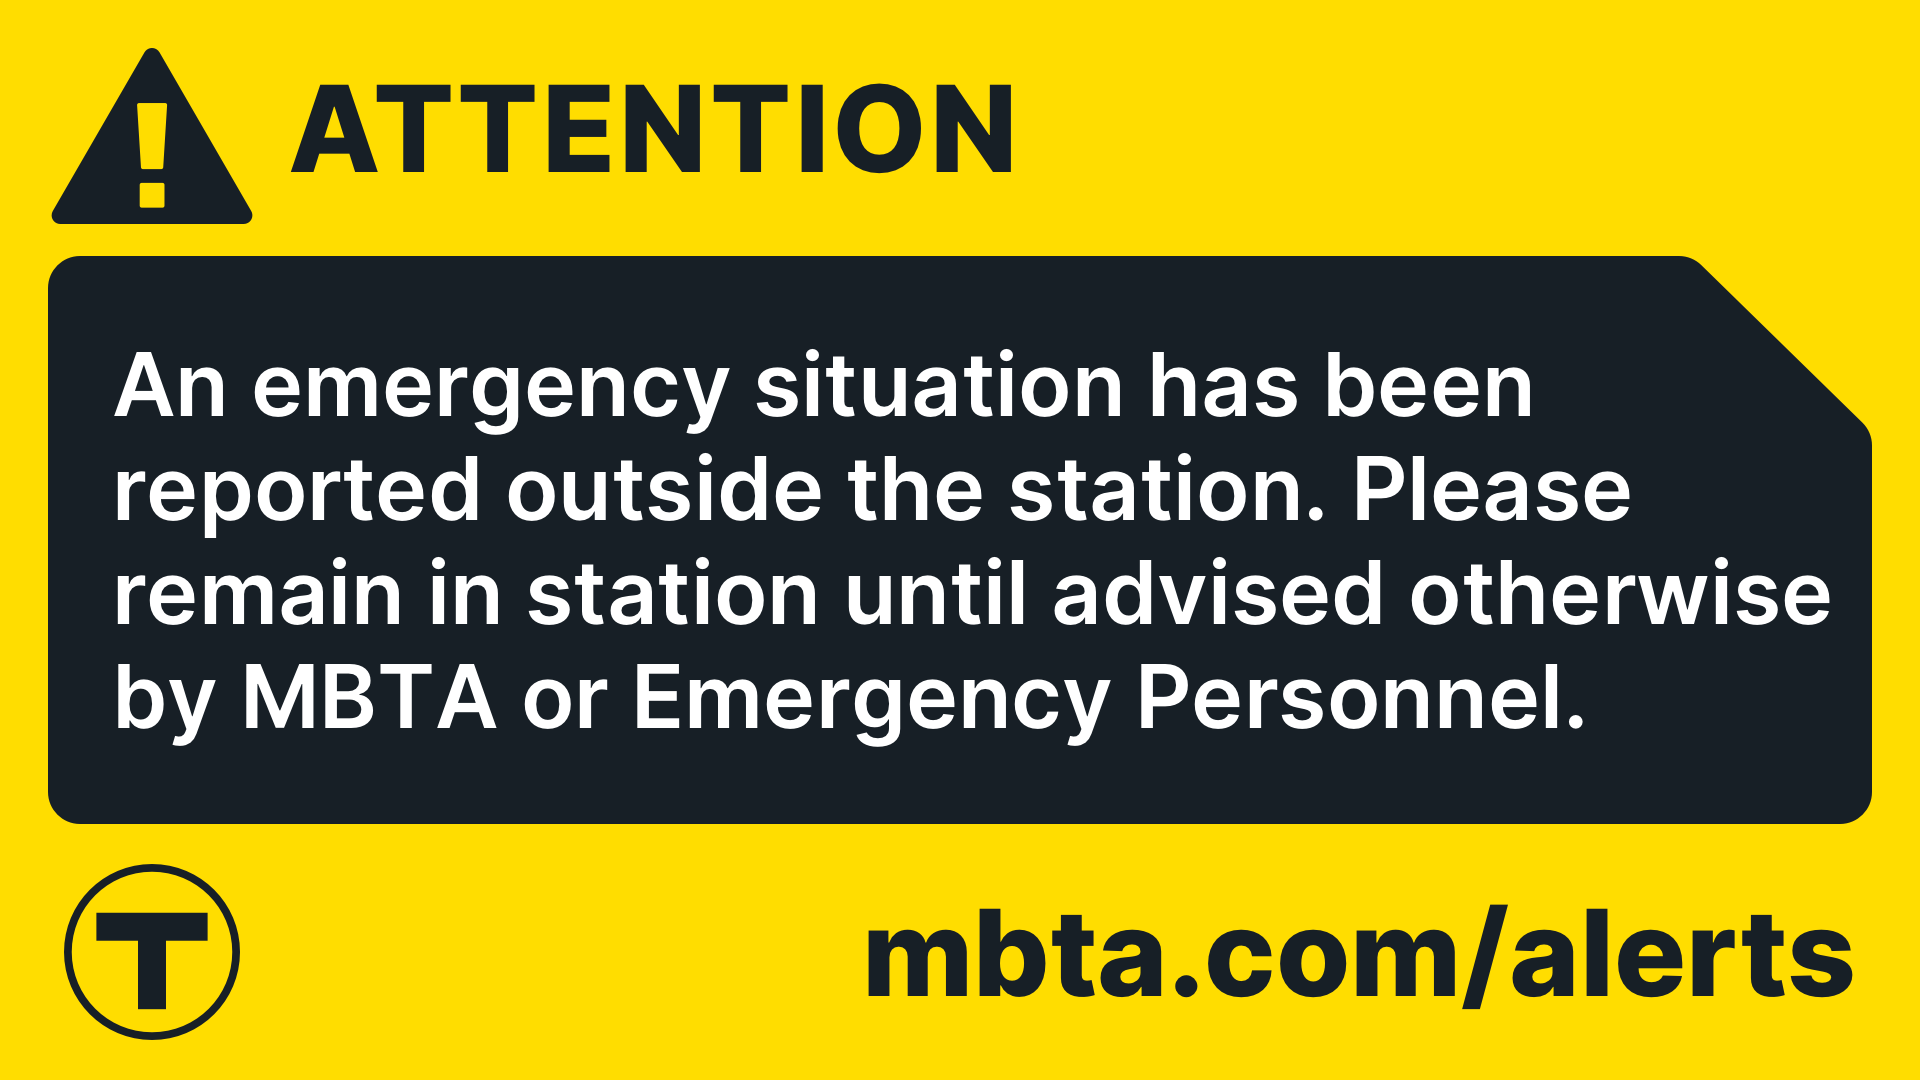 ATTENTION
An emergency situation has been
reported outside the station. Please
remain in station until advised otherwise
by MBTA or Emergency Personnel.
T
mbta.com/alerts